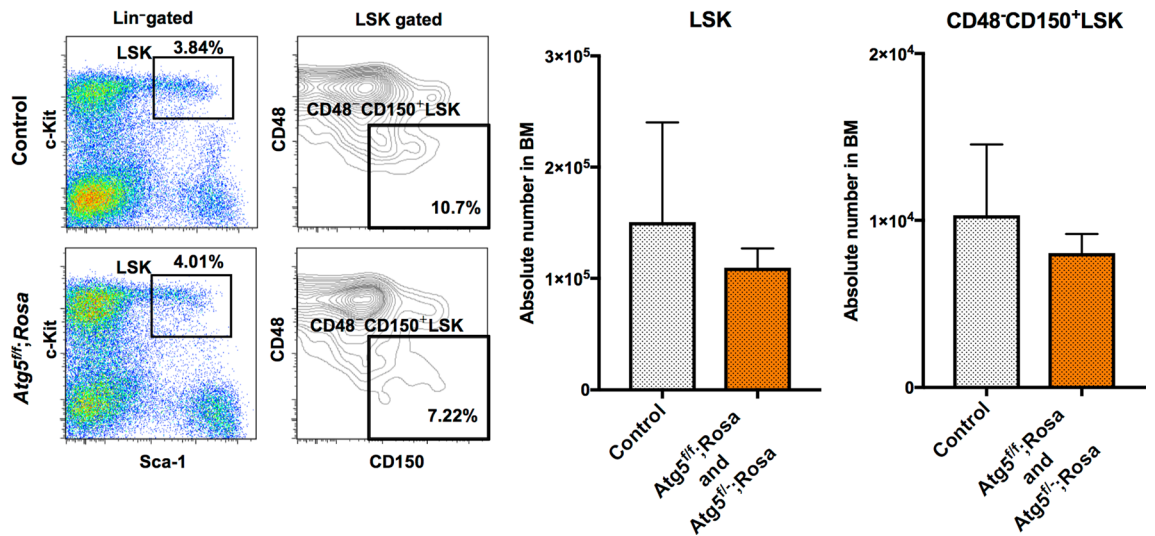 Lin⁻gated
LSK gated
LSK
CD48⁻CD150⁺LSK
Control
c-Kit
LSK 3.84%
CD48
CD48⁻CD150⁺LSK
10.7%
Atg5f/f;Rosa
c-Kit
LSK 4.01%
CD48
CD48⁻CD150⁺LSK
7.22%
Sca-1
CD150
Absolute number in BM
3×10⁵
2×10⁵
1×10⁵
0
Control
Atg5f/f;Rosa
and
Atg5f/-;Rosa
Absolute number in BM
2×10⁴
1×10⁴
0
Control
Atg5f/f;Rosa
and
Atg5f/-;Rosa